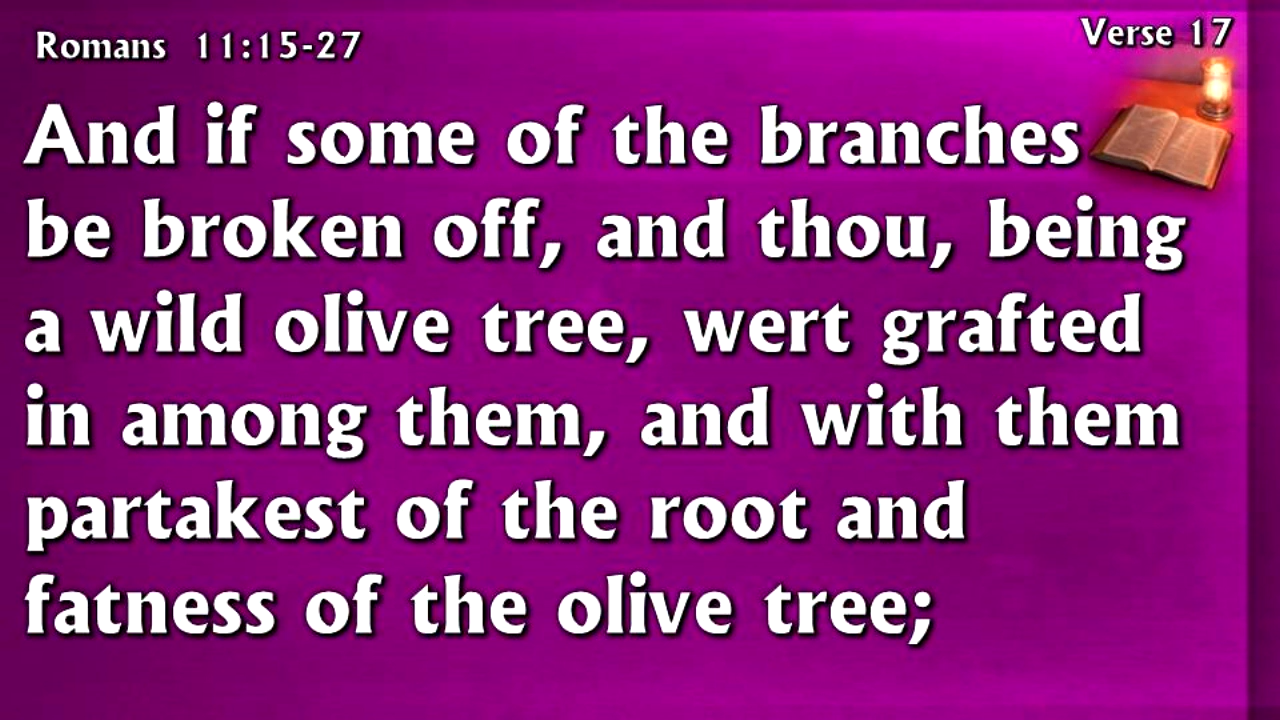 Romans 11:15-27
Verse 17
And if some of the branches
be broken off, and thou, being
a wild olive tree, wert grafted
in among them, and with them
partakest of the root and
fatness of the olive tree;